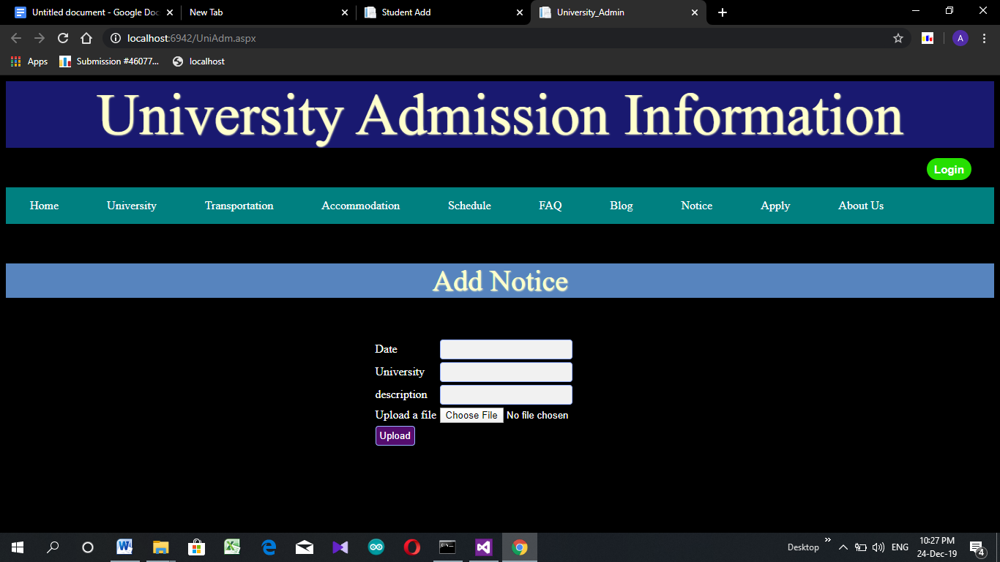 Untitled document - Google Doc
New Tab
Student Add
University_Admin
localhost:6942/UniAdm.aspx
A
Apps
Submission #46077...
localhost
University Admission Information
Login
Home University Transportation Accommodation Schedule FAQ Blog Notice Apply About Us
Add Notice
Date
University
description
Upload a file Choose File No file chosen
Upload
Desktop
ENG
10:27 PM
24-Dec-19
4